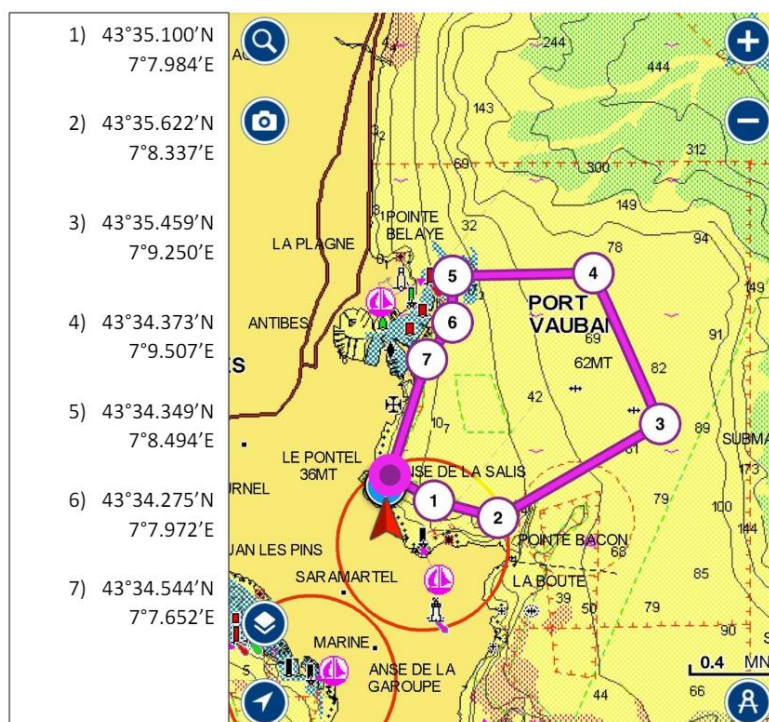 1) 43°35.100’N
7°7.984’E
2) 43°35.622’N
7°8.337’E
3) 43°35.459’N
7°9.250’E
4) 43°34.373’N
7°9.507’E
5) 43°34.349’N
7°8.494’E
6) 43°34.275’N
7°7.972’E
7) 43°34.544’N
7°7.652’E
244
444
143
312
69
300
149
32
POINTE
BELAYE
LA PLAGNE
78
94
149
5
4
PORT
VAUBAN
ANTIBES
6
69
91
7
62MT
82
42
10₇
3
89
61
SUBMA
LE PONTEL
36MT
ANSE DE LA SALIS
173
79
100
1
2
144
POINTE BACON
68
JUAN LES PINS
LA BOUTE
85
SARAMARTEL
39
50
79
90
MARINE
ANSE DE LA
GAROUPE
5
0.4 MN
44
66